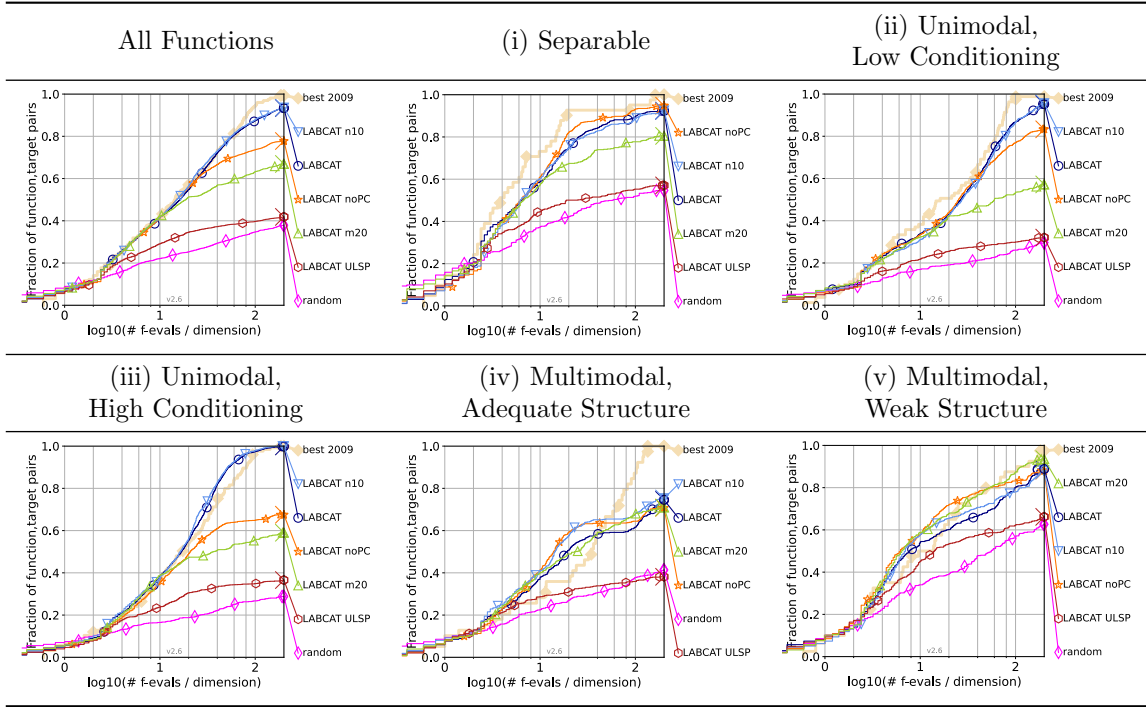 All Functions
(i) Separable
(ii) Unimodal,
Low Conditioning
Fraction of function,target pairs
1.0
0.8
0.6
0.4
0.2
0.0
0
1
2
log10(# f-evals / dimension)
v2.6
best 2009
LABCAT n10
LABCAT
LABCAT noPC
LABCAT m20
LABCAT ULSP
random
Fraction of function,target pairs
1.0
0.8
0.6
0.4
0.2
0.0
0
1
2
log10(# f-evals / dimension)
v2.6
best 2009
LABCAT noPC
LABCAT n10
LABCAT
LABCAT m20
LABCAT ULSP
random
Fraction of function,target pairs
1.0
0.8
0.6
0.4
0.2
0.0
0
1
2
log10(# f-evals / dimension)
v2.6
best 2009
LABCAT n10
LABCAT
LABCAT noPC
LABCAT m20
LABCAT ULSP
random
(iii) Unimodal,
High Conditioning
(iv) Multimodal,
Adequate Structure
(v) Multimodal,
Weak Structure
Fraction of function,target pairs
1.0
0.8
0.6
0.4
0.2
0.0
0
1
2
log10(# f-evals / dimension)
v2.6
best 2009
LABCAT n10
LABCAT
LABCAT noPC
LABCAT m20
LABCAT ULSP
random
Fraction of function,target pairs
1.0
0.8
0.6
0.4
0.2
0.0
0
1
2
log10(# f-evals / dimension)
v2.6
best 2009
LABCAT n10
LABCAT
LABCAT m20
LABCAT noPC
random
LABCAT ULSP
Fraction of function,target pairs
1.0
0.8
0.6
0.4
0.2
0.0
0
1
2
log10(# f-evals / dimension)
v2.6
best 2009
LABCAT m20
LABCAT
LABCAT n10
LABCAT noPC
LABCAT ULSP
random